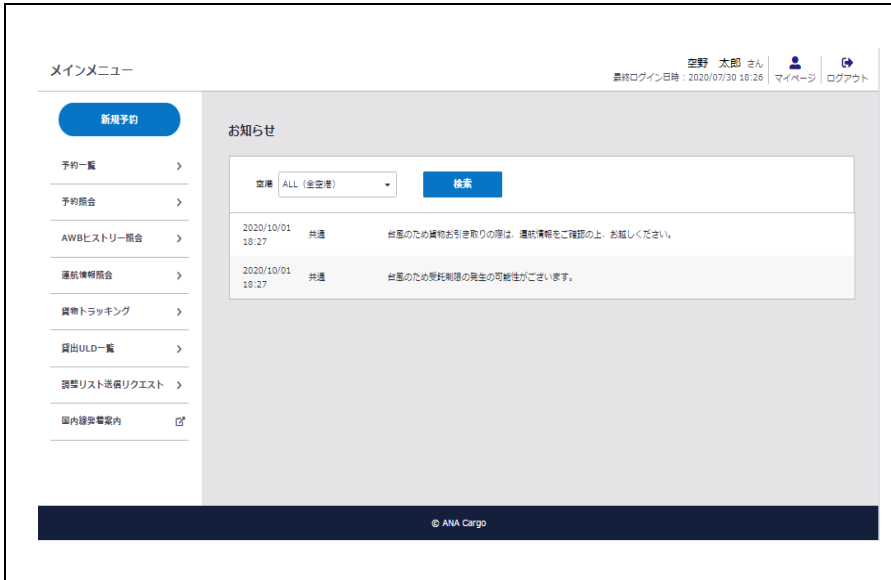 メインメニュー
空野 太郎 さん
最終ログイン日時：2020/07/30 18:26
マイページ
ログアウト
新規予約
予約一覧
予約照会
AWBヒストリー照会
運航情報照会
貨物トラッキング
貸出ULD一覧
調整リスト送信リクエスト
国内線発着案内
お知らせ
空港 ALL（全空港） 検索
2020/10/01
18:27
共通
台風のため貨物お引き取りの際は、運航情報をご確認の上、お越しください。
2020/10/01
18:27
共通
台風のため受託制限の発生の可能性がございます。
© ANA Cargo